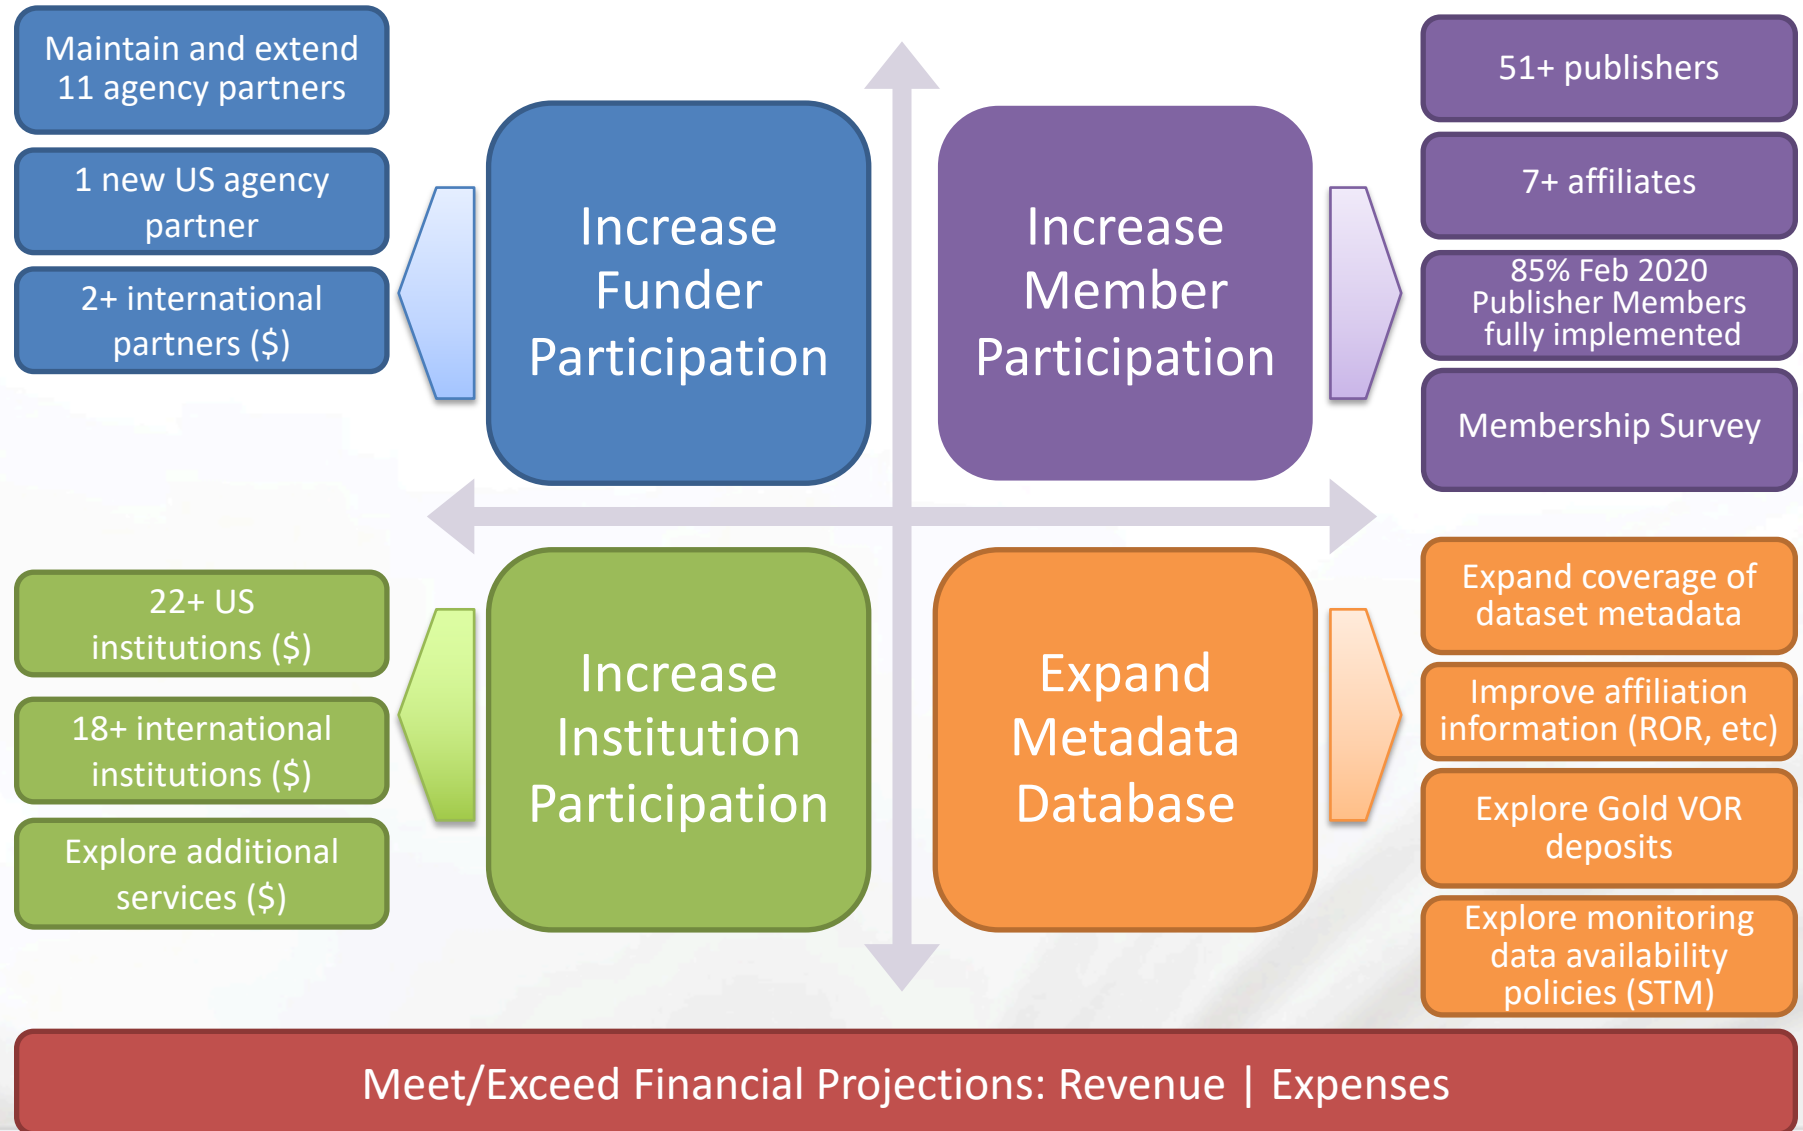 Maintain and extend
11 agency partners
1 new US agency
partner
2+ international
partners ($)
Increase
Funder
Participation
Increase
Member
Participation
51+ publishers
7+ affiliates
85% Feb 2020
Publisher Members
fully implemented
Membership Survey
22+ US
institutions ($)
18+ international
institutions ($)
Explore additional
services ($)
Increase
Institution
Participation
Expand
Metadata
Database
Expand coverage of
dataset metadata
Improve affiliation
information (ROR, etc)
Explore Gold VOR
deposits
Explore monitoring
data availability
policies (STM)
Meet/Exceed Financial Projections: Revenue | Expenses